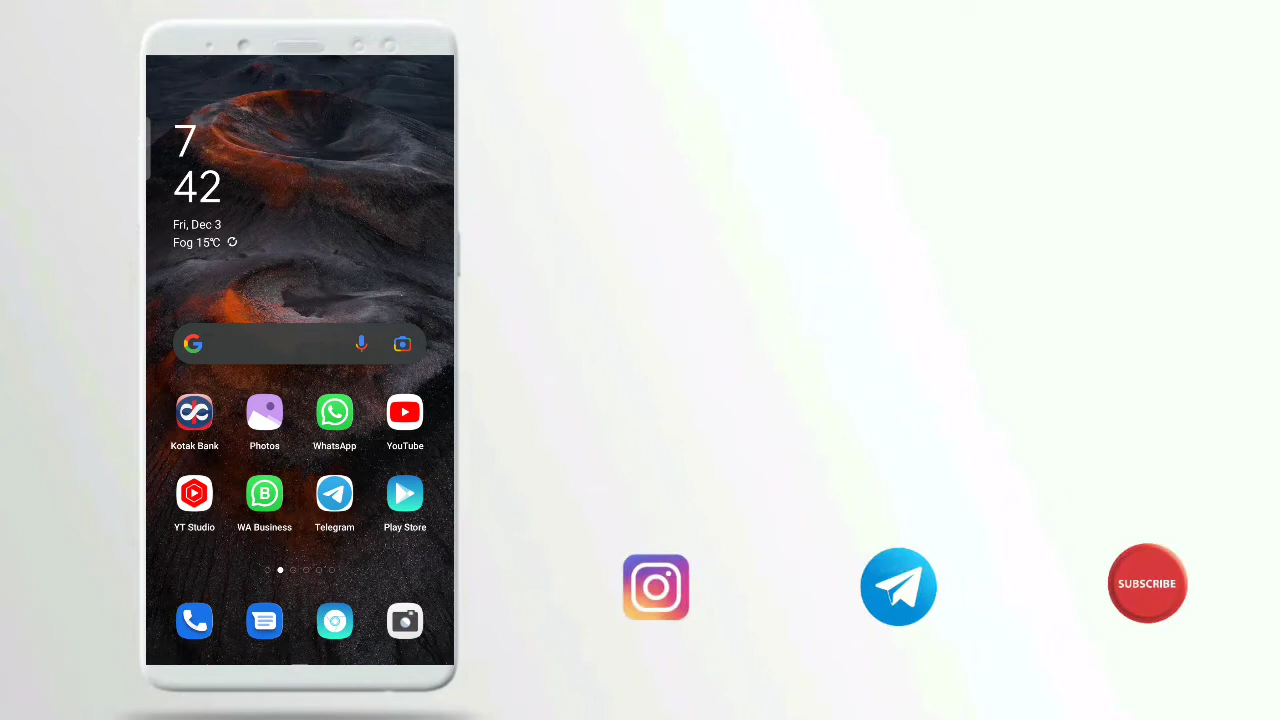 7
42
Fri, Dec 3
Fog 15℃
Kotak Bank
Photos
WhatsApp
YouTube
YT Studio
WA Business
Telegram
Play Store
SUBSCRIBE